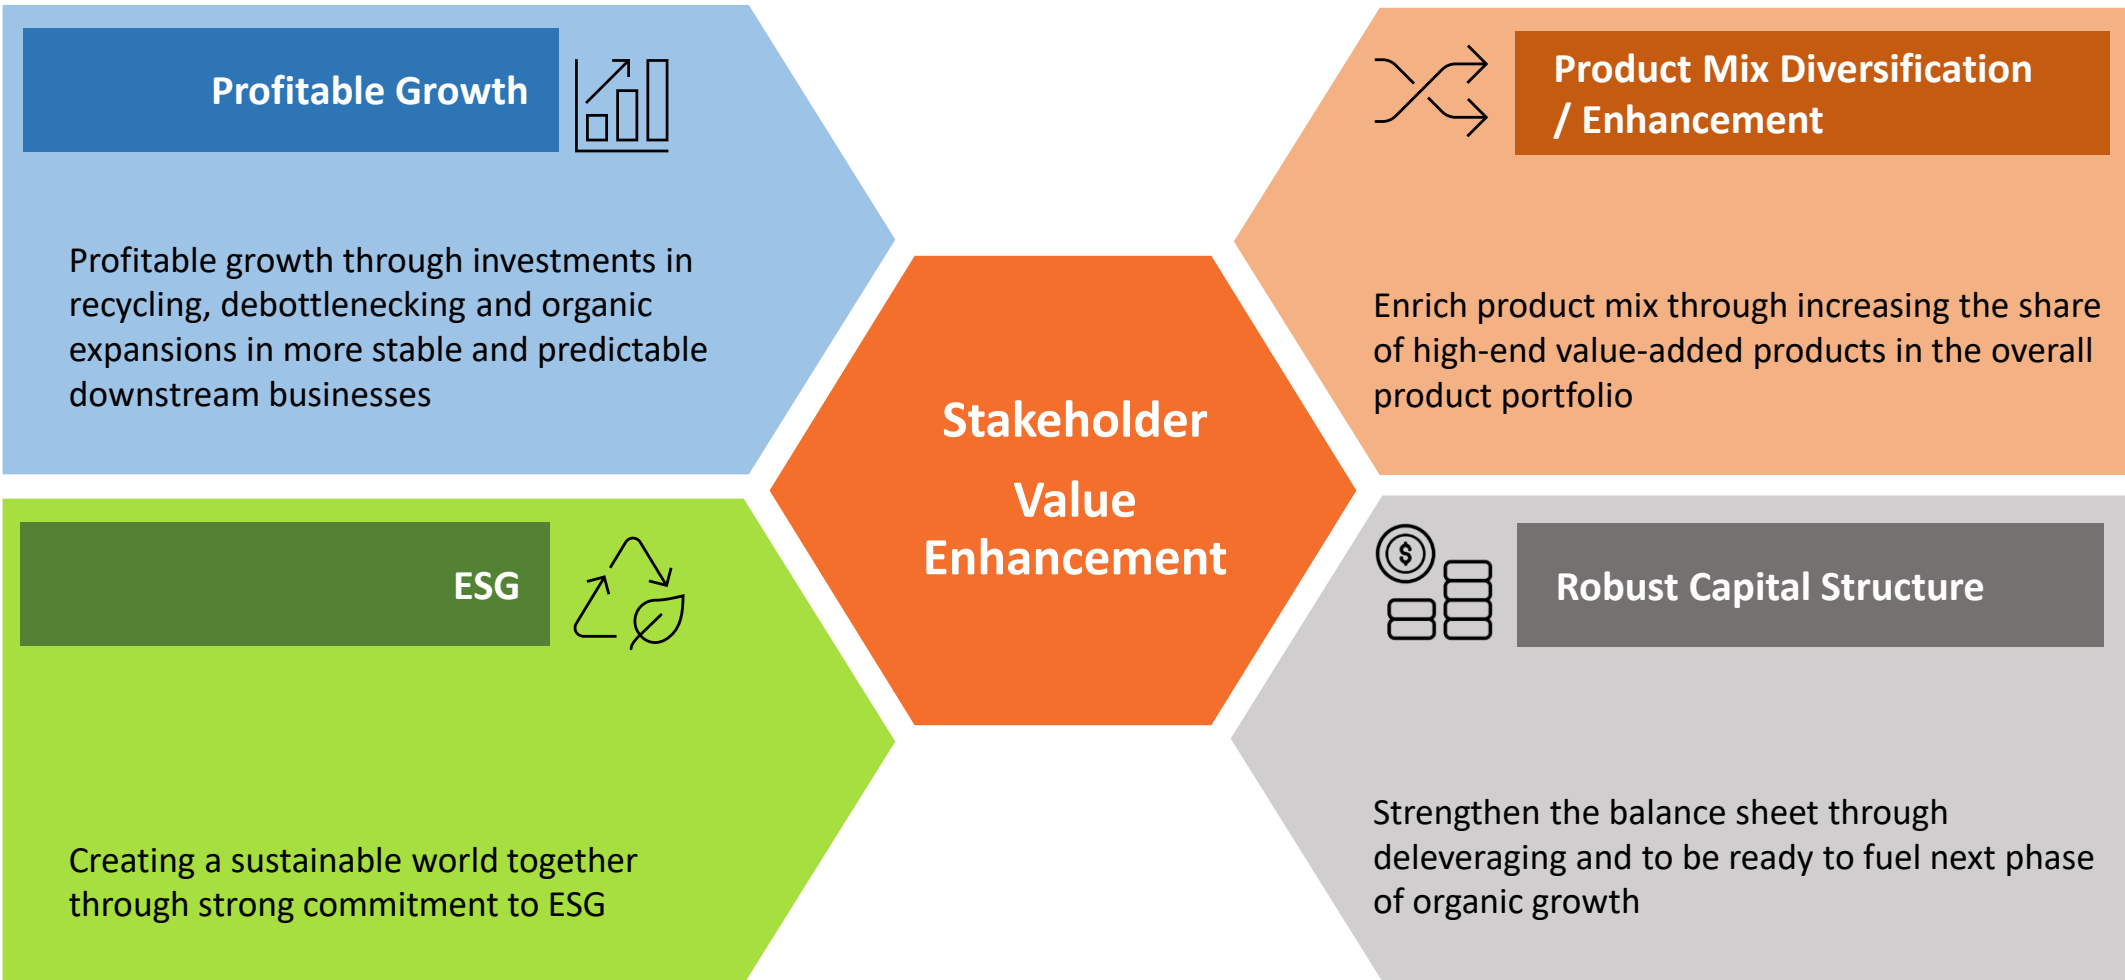 Profitable Growth
Profitable growth through investments in
recycling, debottlenecking and organic
expansions in more stable and predictable
downstream businesses
Product Mix Diversification
/ Enhancement
Enrich product mix through increasing the share
of high-end value-added products in the overall
product portfolio
Stakeholder
Value
Enhancement
ESG
Creating a sustainable world together
through strong commitment to ESG
$
Robust Capital Structure
Strengthen the balance sheet through
deleveraging and to be ready to fuel next phase
of organic growth